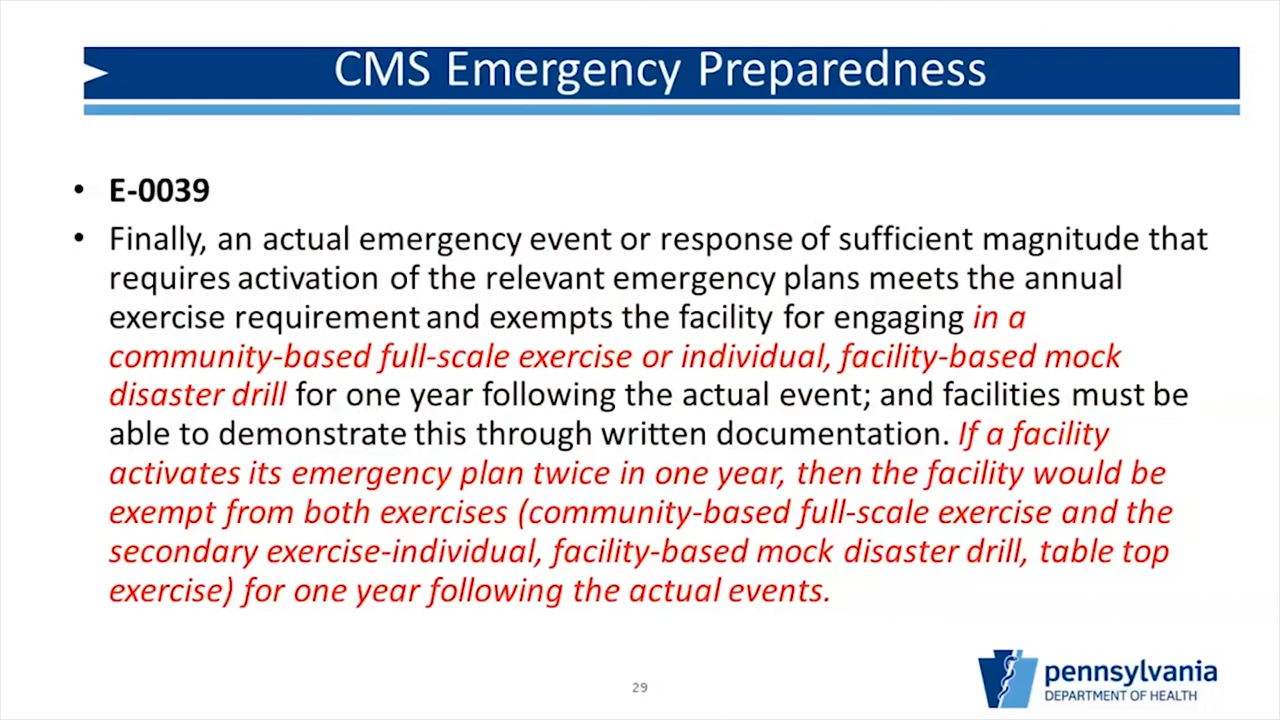 CMS Emergency Preparedness
• E-0039
• Finally, an actual emergency event or response of sufficient magnitude that
requires activation of the relevant emergency plans meets the annual
exercise requirement and exempts the facility for engaging in a
community-based full-scale exercise or individual, facility-based mock
disaster drill for one year following the actual event; and facilities must be
able to demonstrate this through written documentation. If a facility
activates its emergency plan twice in one year, then the facility would be
exempt from both exercises (community-based full-scale exercise and the
secondary exercise-individual, facility-based mock disaster drill, table top
exercise) for one year following the actual events.
29
pennsylvania
DEPARTMENT OF HEALTH